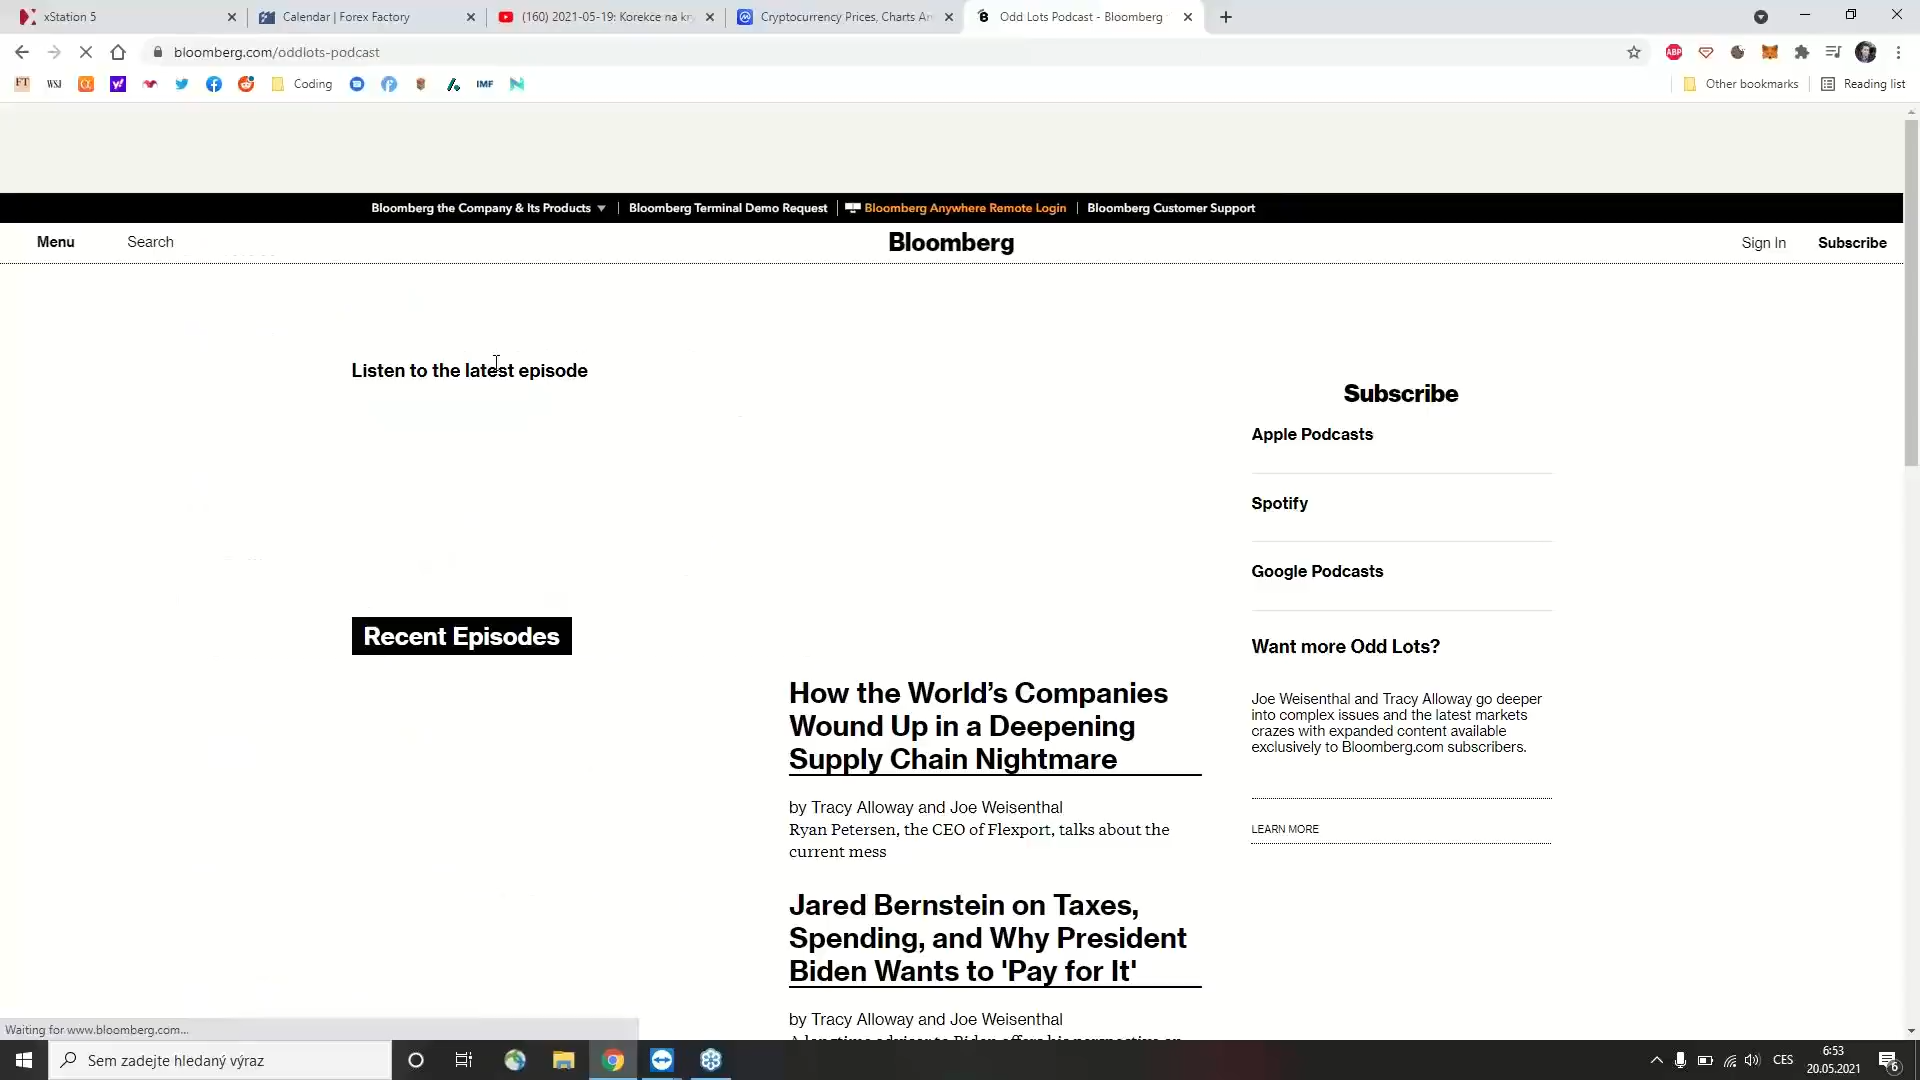 xStation 5
Calendar | Forex Factory
(160) 2021-05-19: Korekce na kr
Cryptocurrency Prices, Charts An
Odd Lots Podcast - Bloomberg
bloomberg.com/oddlots-podcast
ABP
FT
WSJ
Coding
IMF
Other bookmarks
Reading list
Bloomberg the Company & Its Products
Bloomberg Terminal Demo Request
Bloomberg Anywhere Remote Login
Bloomberg Customer Support
Menu
Search
Bloomberg
Sign In
Subscribe
Listen to the latest episode
Subscribe
Apple Podcasts
Spotify
Google Podcasts
Recent Episodes
Want more Odd Lots?
Joe Weisenthal and Tracy Alloway go deeper
into complex issues and the latest markets
crazes with expanded content available
exclusively to Bloomberg.com subscribers.
LEARN MORE
How the World’s Companies
Wound Up in a Deepening
Supply Chain Nightmare
by Tracy Alloway and Joe Weisenthal
Ryan Petersen, the CEO of Flexport, talks about the
current mess
Jared Bernstein on Taxes,
Spending, and Why President
Biden Wants to 'Pay for It'
by Tracy Alloway and Joe Weisenthal
Waiting for www.bloomberg.com...
Sem zadejte hledaný výraz
CES
6:53
20.05.2021
6